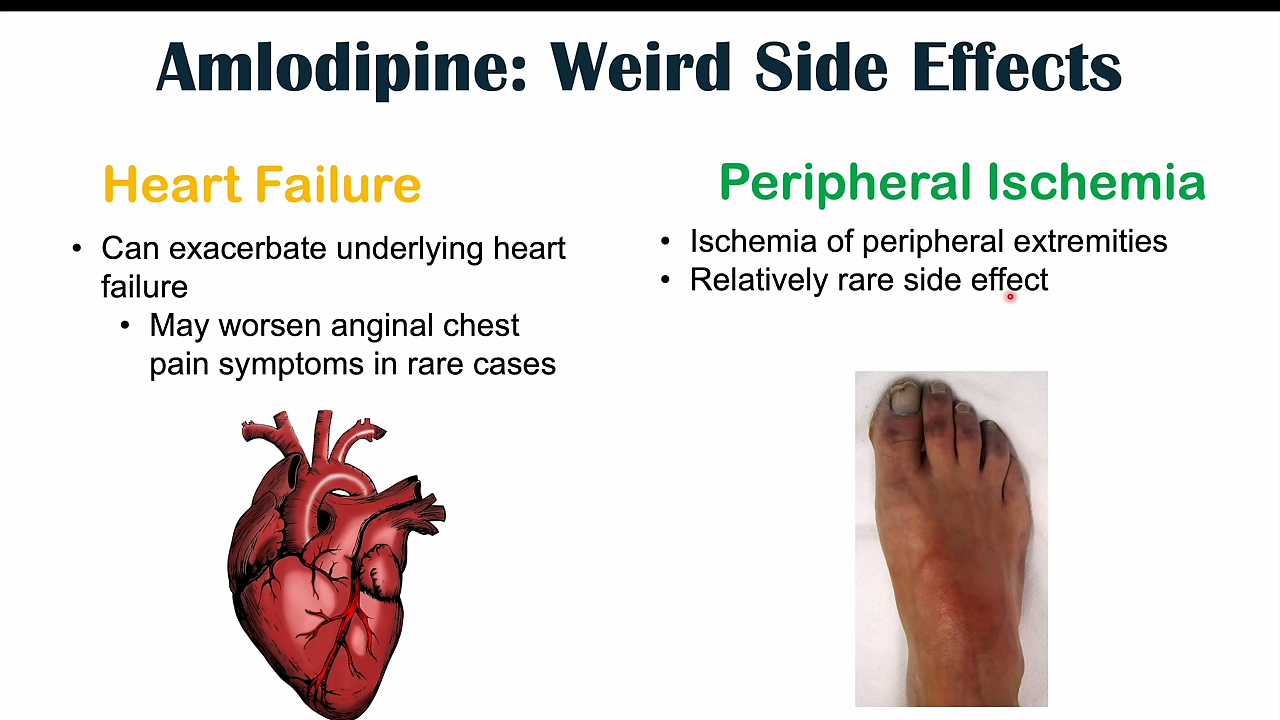 Amlodipine: Weird Side Effects
Heart Failure
• Can exacerbate underlying heart
failure
• May worsen anginal chest
pain symptoms in rare cases
Peripheral Ischemia
• Ischemia of peripheral extremities
• Relatively rare side effect